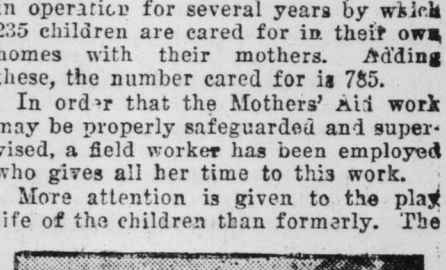 in operation for several years by which
235 children are cared for in their own
homes with their mothers. Adding
these, the number cared for is 785.
In order that the Mothers' Aid work
may be properly safeguarded and super-
vised, a field worker has been employed
who gives all her time to this work.
More attention is given to the play
life of the children than formerly. The